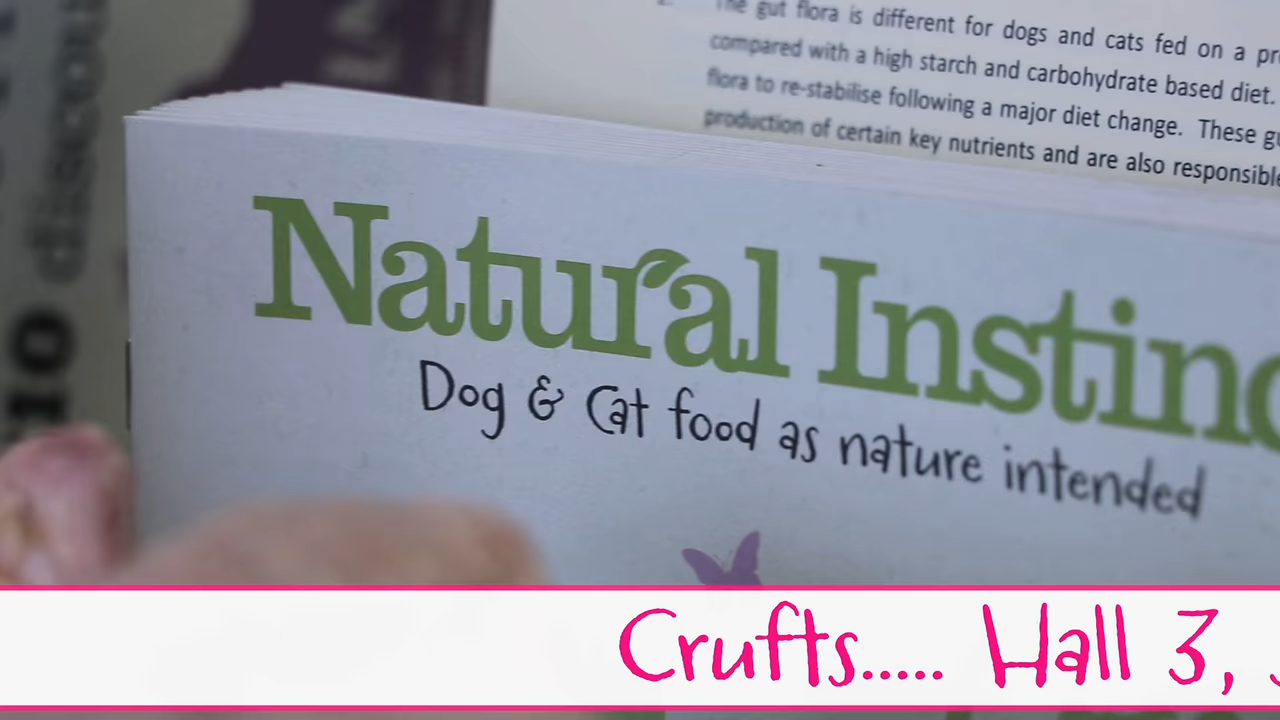 The gut flora is different for dogs and cats fed on a
compared with a high starch and carbohydrate based diet.
flora to re-stabilise following a major diet change. These
production of certain key nutrients and are also responsible
Natural Instinc
Dog & Cat food as nature intended
Crufts..... Hall 3,